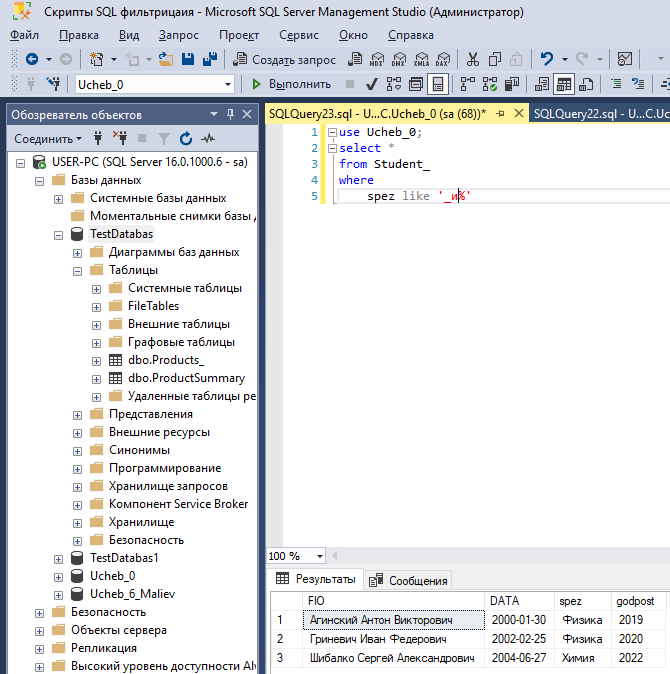 Скрипты SQL фильтрицаия - Microsoft SQL Server Management Studio (Администратор)
Файл Правка Вид Запрос Проект Сервис Окно Справка
Создать запрос MDX DMX XMLA DAX
Ucheb_0 Выполнить
Обозреватель объектов
SQLQuery23.sql - U...C.Ucheb_0 (sa (68))* SQLQuery22.sql - U...C.Uc
Соединить
USER-PC (SQL Server 16.0.1000.6 - sa)
Базы данных
Системные базы данных
Моментальные снимки базы
TestDatabas
Диаграммы баз данных
Таблицы
Системные таблицы
FileTables
Внешние таблицы
Графовые таблицы
dbo.Products_
dbo.ProductSummary
Удаленные таблицы ре
Представления
Внешние ресурсы
Синонимы
Программирование
Хранилище запросов
Компонент Service Broker
Хранилище
Безопасность
TestDatabas1
Ucheb_0
Ucheb_6_Maliev
Безопасность
Объекты сервера
Репликация
Высокий уровень доступности
1 use Ucheb_0;
2 select *
3 from Student_
4 where
5 spez like '_и%'
100 %
Результаты Сообщения
FIO DATA spez godpost
1 Агинский Антон Викторович 2000-01-30 Физика 2019
2 Гриневич Иван Федерович 2002-02-25 Физика 2020
3 Шибалко Сергей Александрович 2004-06-27 Химия 2022